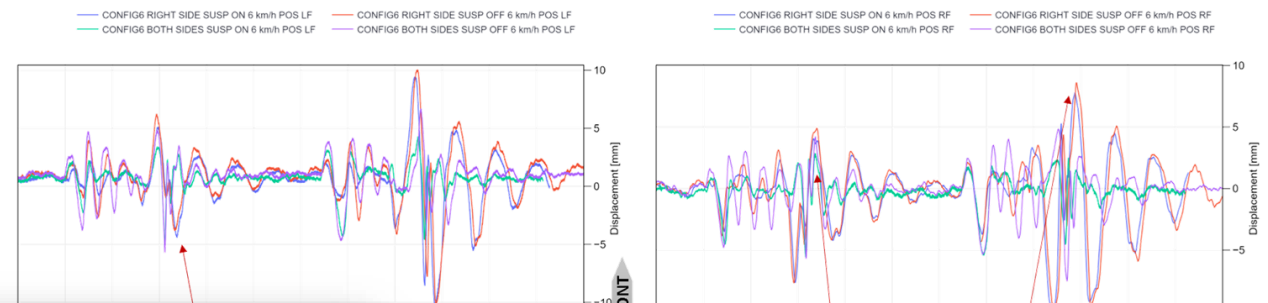 CONFIG6 RIGHT SIDE SUSP ON 6 km/h POS LF
CONFIG6 RIGHT SIDE SUSP OFF 6 km/h POS LF
CONFIG6 BOTH SIDES SUSP ON 6 km/h POS LF
CONFIG6 BOTH SIDES SUSP OFF 6 km/h POS LF
10
5
0
−5
−10
Displacement [mm]
ONT
CONFIG6 RIGHT SIDE SUSP ON 6 km/h POS RF
CONFIG6 RIGHT SIDE SUSP OFF 6 km/h POS RF
CONFIG6 BOTH SIDES SUSP ON 6 km/h POS RF
CONFIG6 BOTH SIDES SUSP OFF 6 km/h POS RF
10
5
0
−5
Displacement [mm]